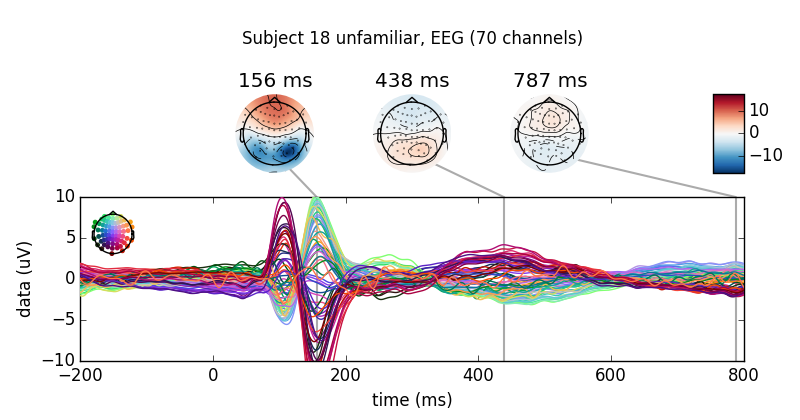 Subject 18 unfamiliar, EEG (70 channels)
156 ms
438 ms
787 ms
10
0
−10
10
5
0
−5
−10
data (uV)
−200
0
200
400
600
800
time (ms)